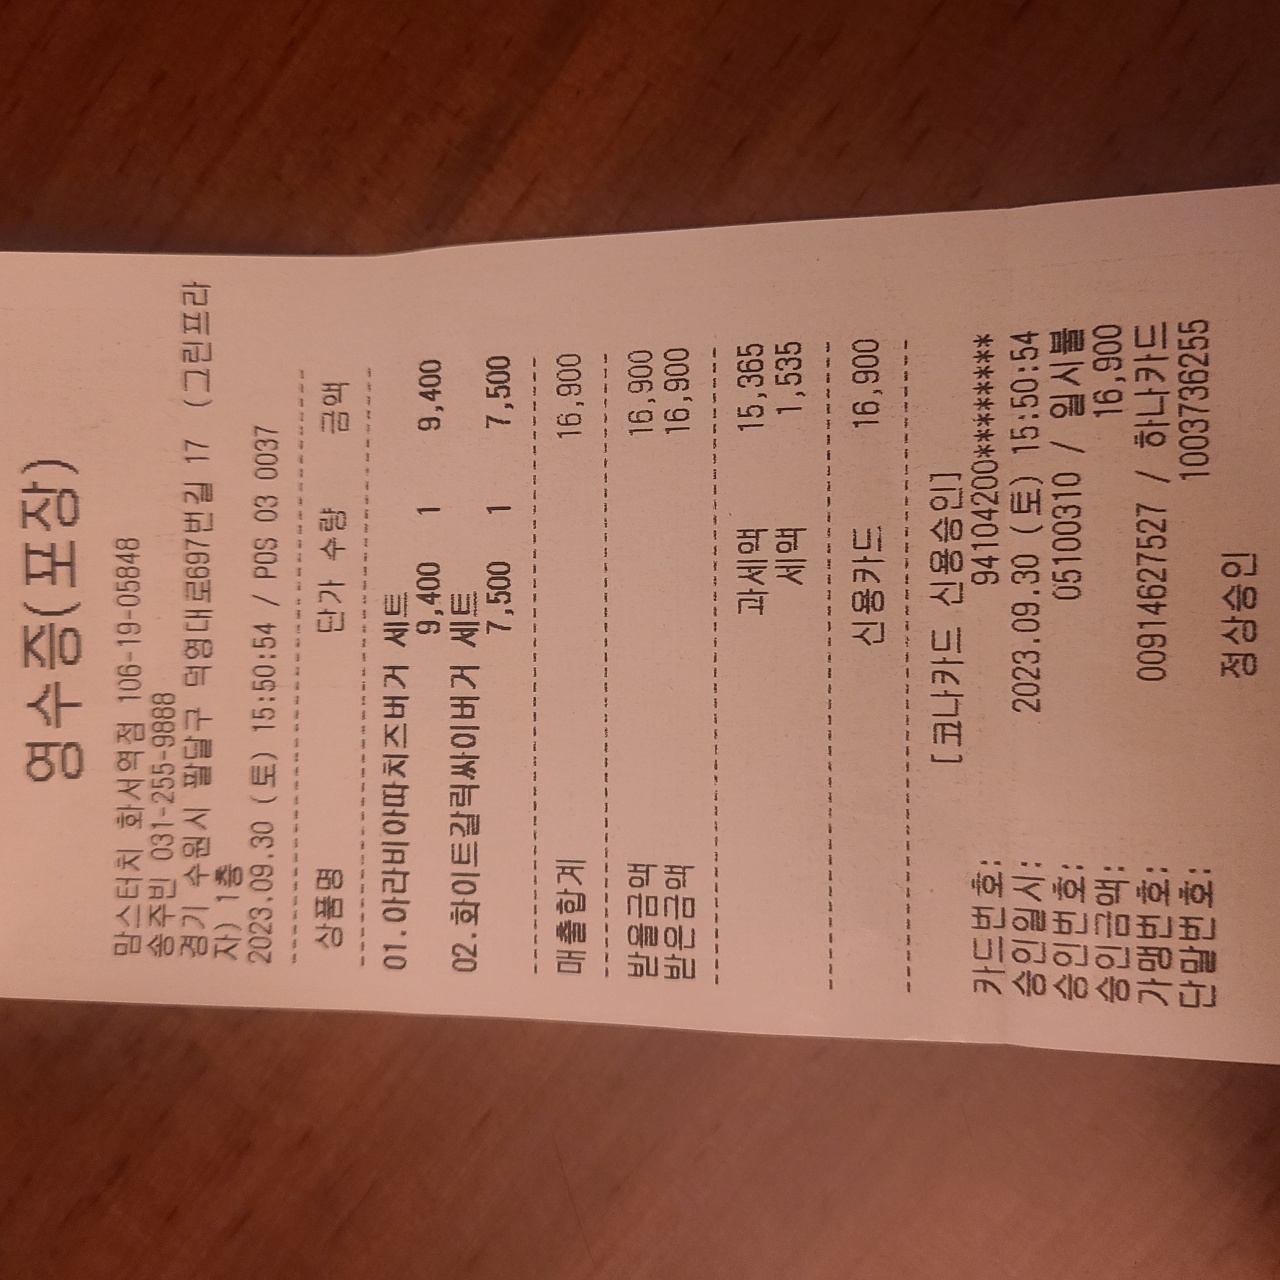 영수증(포장)
맘스터치 화서역점 106-19-05848
송주빈 031-255-9888
경기 수원시 팔달구 덕영대로697번길 17 (그린프라
자) 1층
2023.09.30 (토) 15:50:54 / POS 03 0037
상품명 단가 수량 금액
01.아라비아따치즈버거 세트
9,400 1 9,400
02.화이트갈릭싸이버거 세트
7,500 1 7,500
매출합계 16,900
받을금액 16,900
받은금액 16,900
과세액 15,365
세액 1,535
신용카드 16,900
[코나카드 신용승인]
카드번호: 94104200********
승인일시: 2023.09.30 (토) 15:50:54
승인번호: 05100310 / 일시불
승인금액: 16,900
가맹번호: 00914627527 / 하나카드
단말번호: 1003736255
정상승인